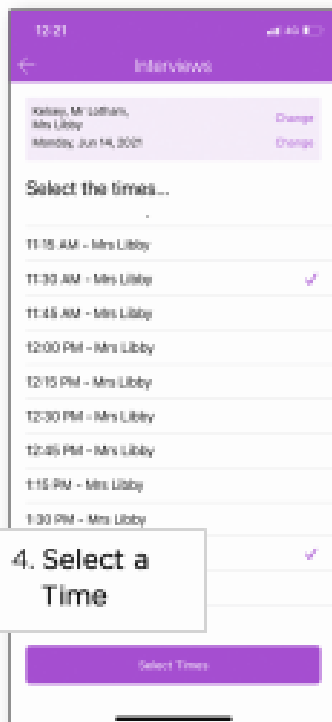 12:21
4G
Interviews
Kelsey, Mr Latham,
Mrs Libby
Change
Monday, Jun 14, 2021
Change
Select the times...
11:15 AM - Mrs Libby
11:30 AM - Mrs Libby
11:45 AM - Mrs Libby
12:00 PM - Mrs Libby
12:15 PM - Mrs Libby
12:30 PM - Mrs Libby
12:45 PM - Mrs Libby
1:15 PM - Mrs Libby
1:30 PM - Mrs Libby
4. Select a
Time
Select Times